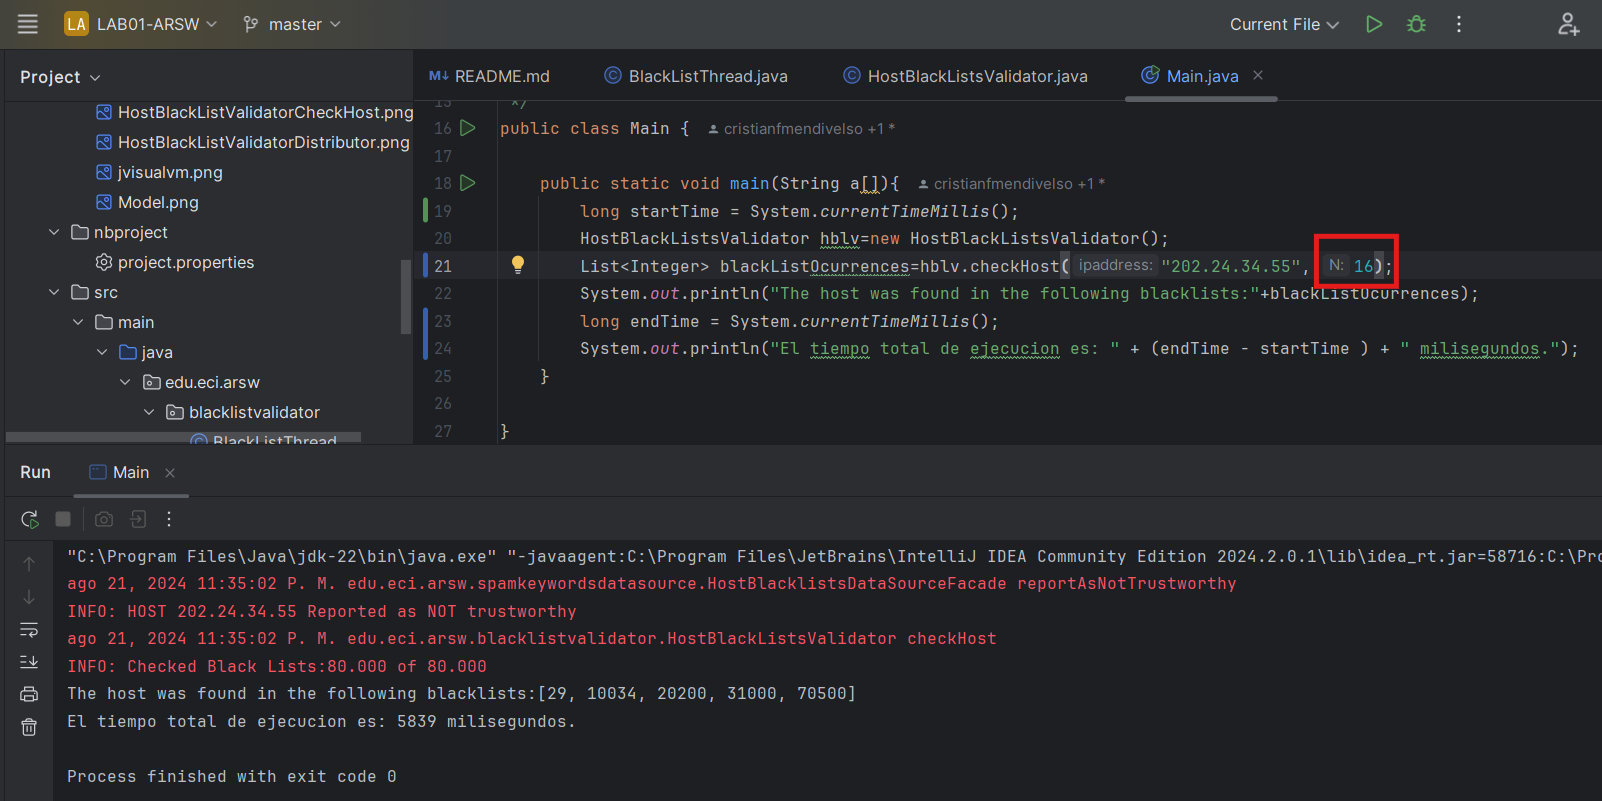 LA LAB01-ARSW master Current File
Project
README.md BlackListThread.java HostBlackListsValidator.java Main.java
HostBlackListValidatorCheckHost.png
HostBlackListValidatorDistributor.png
jvisualvm.png
Model.png
nbproject
project.properties
src
main
java
edu.eci.arsw
blacklistvalidator
BlackListThread
15 */
16 public class Main { cristianfmendivelso +1 *
17
18 public static void main(String a[]){ cristianfmendivelso +1 *
19 long startTime = System.currentTimeMillis();
20 HostBlackListsValidator hblv=new HostBlackListsValidator();
21 List<Integer> blackListOcurrences=hblv.checkHost( ipaddress: "202.24.34.55", N: 16);
22 System.out.println("The host was found in the following blacklists:"+blackListOcurrences);
23 long endTime = System.currentTimeMillis();
24 System.out.println("El tiempo total de ejecucion es: " + (endTime - startTime ) + " milisegundos.");
25 }
26
27 }
Run Main
"C:\Program Files\Java\jdk-22\bin\java.exe" "-javaagent:C:\Program Files\JetBrains\IntelliJ IDEA Community Edition 2024.2.0.1\lib\idea_rt.jar=58716:C:\Pro
ago 21, 2024 11:35:02 P. M. edu.eci.arsw.spamkeywordsdatasource.HostBlacklistsDataSourceFacade reportAsNotTrustworthy
INFO: HOST 202.24.34.55 Reported as NOT trustworthy
ago 21, 2024 11:35:02 P. M. edu.eci.arsw.blacklistvalidator.HostBlackListsValidator checkHost
INFO: Checked Black Lists:80.000 of 80.000
The host was found in the following blacklists:[29, 10034, 20200, 31000, 70500]
El tiempo total de ejecucion es: 5839 milisegundos.
Process finished with exit code 0